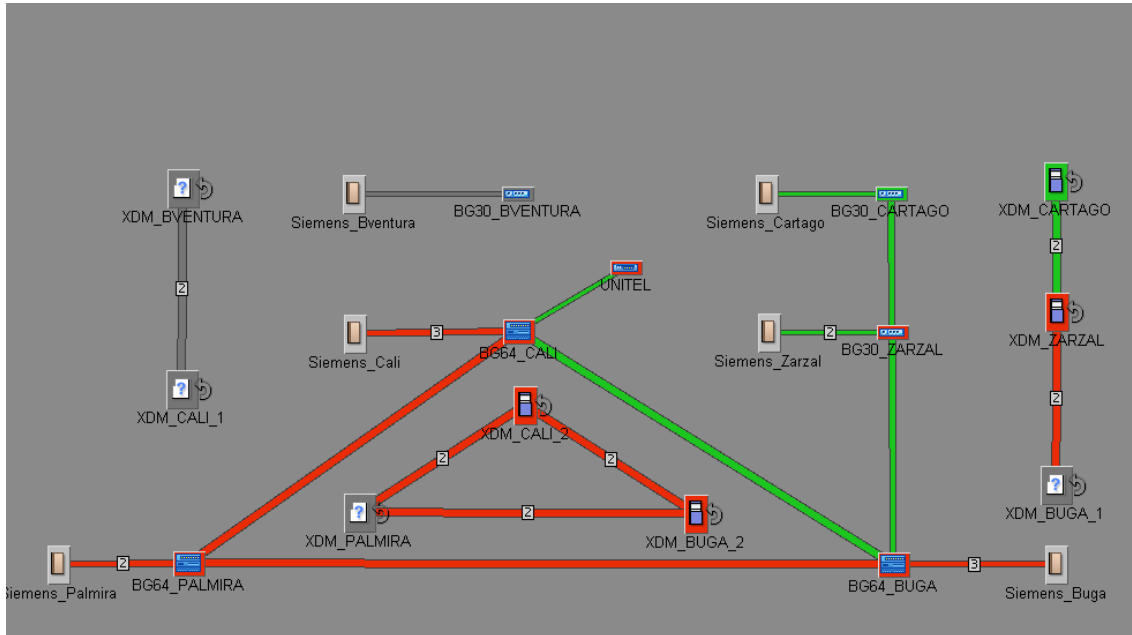 XDM_BVENTURA
Siemens_Bventura
BG30_BVENTURA
Siemens_Cartago
BG30_CARTAGO
XDM_CARTAGO
2
2
UNITEL
Siemens_Cali
3
BG64_CALI
Siemens_Zarzal
2
BG30_ZARZAL
XDM_ZARZAL
XDM_CALI_1
2
XDM_CALI_2
2
2
XDM_PALMIRA
2
XDM_BUGA_2
XDM_BUGA_1
Siemens_Palmira
2
BG64_PALMIRA
BG64_BUGA
3
Siemens_Buga